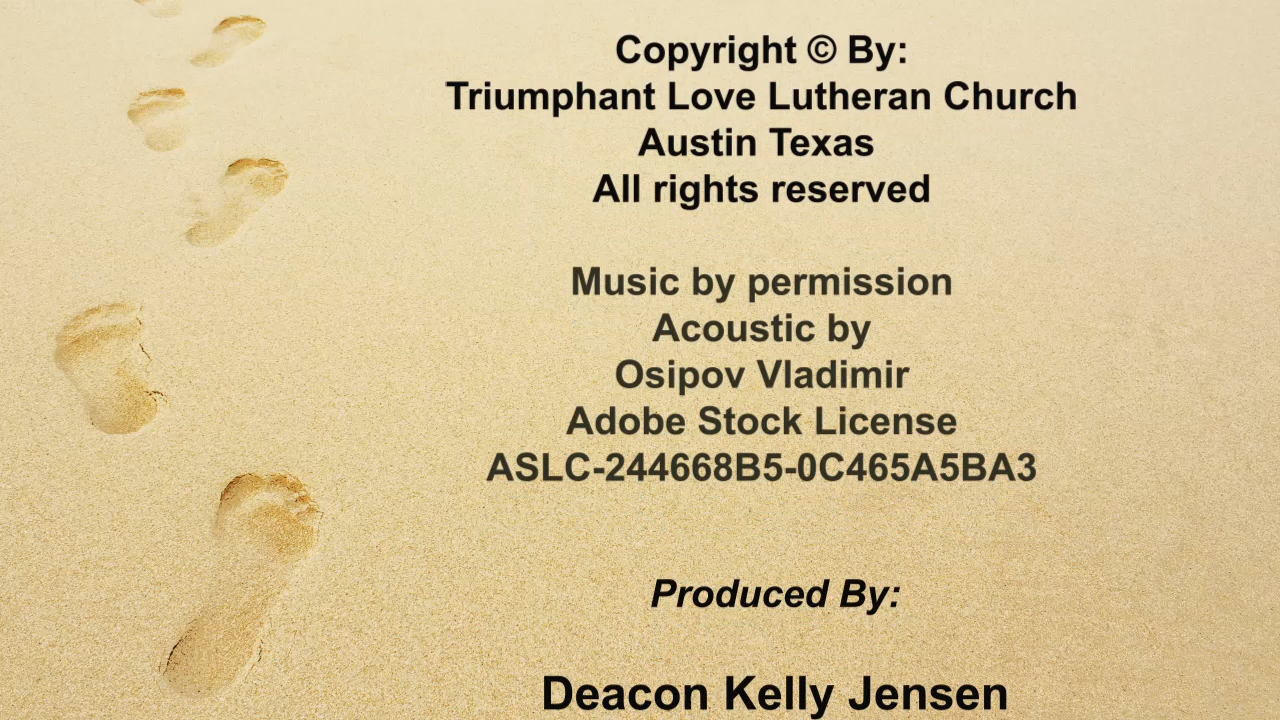 Copyright © By:
Triumphant Love Lutheran Church
Austin Texas
All rights reserved
Music by permission
Acoustic by
Osipov Vladimir
Adobe Stock License
ASLC-244668B5-0C465A5BA3
Produced By:
Deacon Kelly Jensen